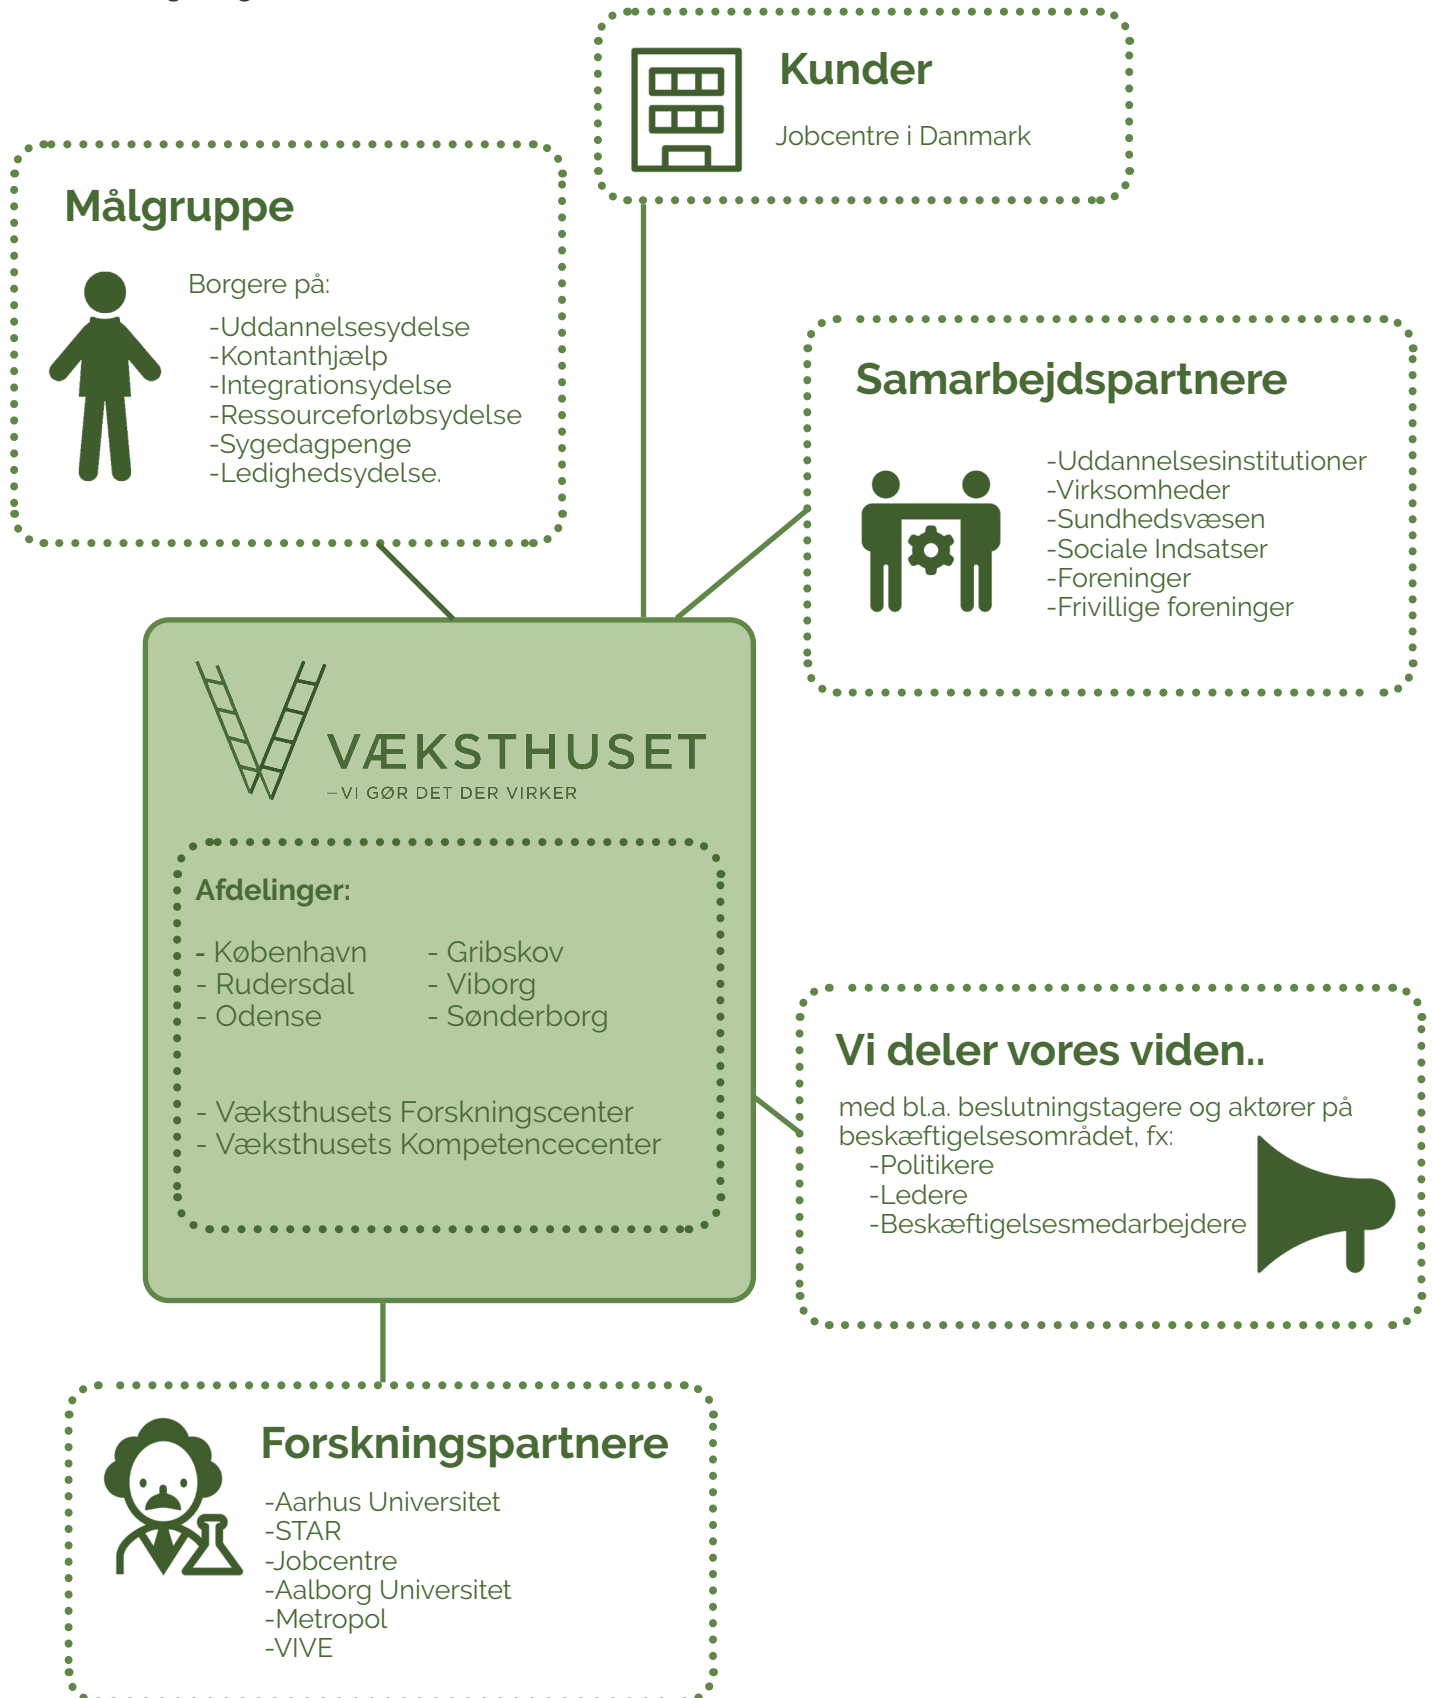 Kunder
Jobcentre i Danmark
Målgruppe
Borgere på:
-Uddannelsesydelse
-Kontanthjælp
-Integrationsydelse
-Ressourceforløbsydelse
-Sygedagpenge
-Ledighedsydelse.
Samarbejdspartnere
-Uddannelsesinstitutioner
-Virksomheder
-Sundhedsvæsen
-Sociale Indsatser
-Foreninger
-Frivillige foreninger
VÆKSTHUSET
–VI GØR DET DER VIRKER
Afdelinger:
- København - Gribskov
- Rudersdal - Viborg
- Odense - Sønderborg
- Væksthusets Forskningscenter
- Væksthusets Kompetencecenter
Vi deler vores viden..
med bl.a. beslutningstagere og aktører på
beskæftigelsesområdet, fx:
-Politikere
-Ledere
-Beskæftigelsesmedarbejdere
Forskningspartnere
-Aarhus Universitet
-STAR
-Jobcentre
-Aalborg Universitet
-Metropol
-VIVE